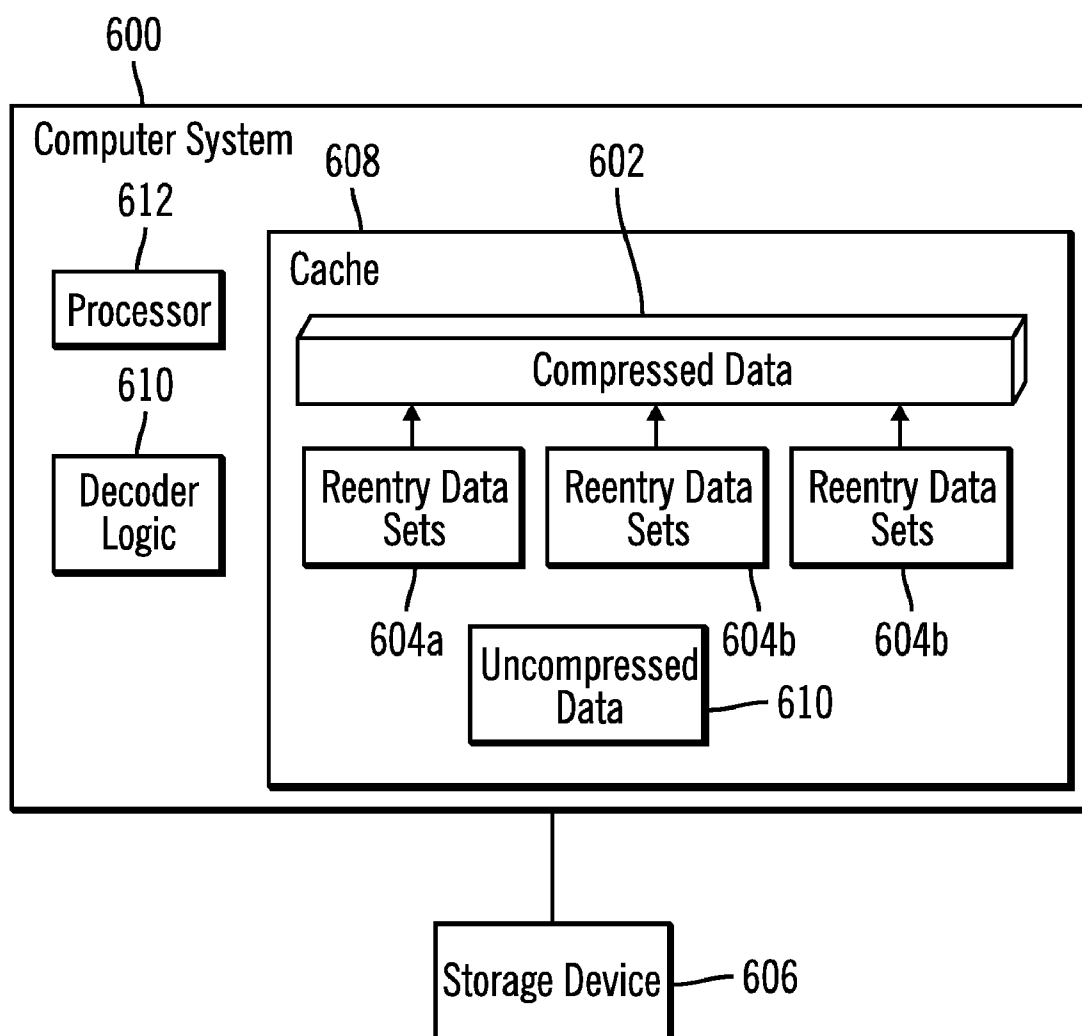 600
Computer System
608
602
612
Cache
Processor
Compressed Data
610
Decoder
Logic
Reentry Data
Sets
Reentry Data
Sets
Reentry Data
Sets
604a
604b
604b
Uncompressed
Data
610
Storage Device
606